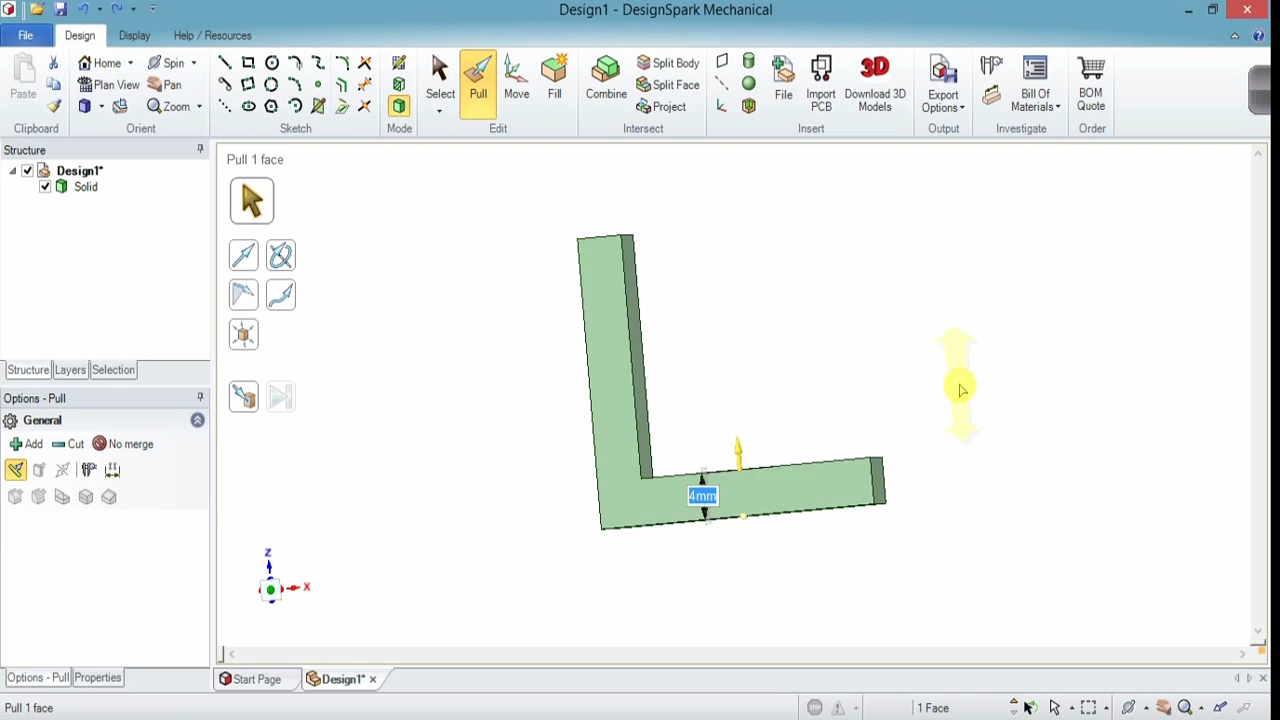 Design1 - DesignSpark Mechanical
File Design Display Help / Resources
Home Spin Split Body
Paste Plan View Pan Select Pull Move Fill Combine Split Face File Import PCB Download 3D Models Export Options Bill Of Materials BOM Quote
Zoom Project
3D
Clipboard Orient Sketch Mode Edit Intersect Insert Output Investigate Order
Structure
Pull 1 face
Design1*
Solid
Structure Layers Selection
Options - Pull
General
Add Cut No merge
4mm
Z
X
Options - Pull Properties Start Page Design1*
Pull 1 face 1 Face